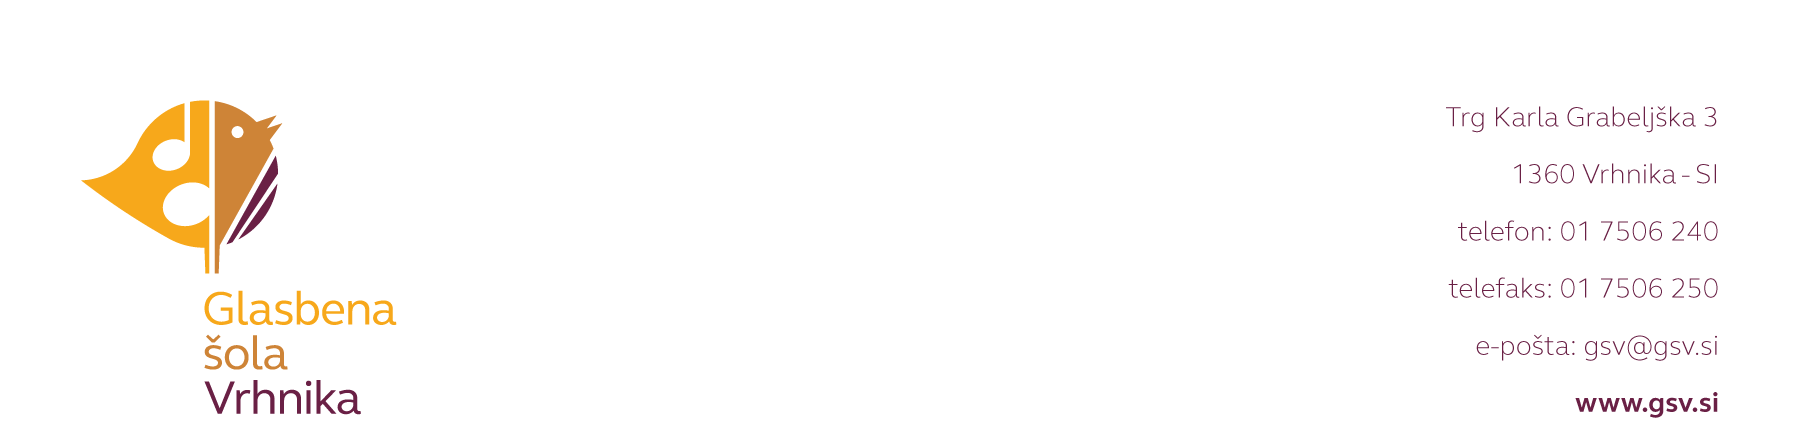 Glasbena
šola
Vrhnika
Trg Karla Grabeljška 3
1360 Vrhnika - SI
telefon: 01 7506 240
telefaks: 01 7506 250
e-pošta: gsv@gsv.si
www.gsv.si